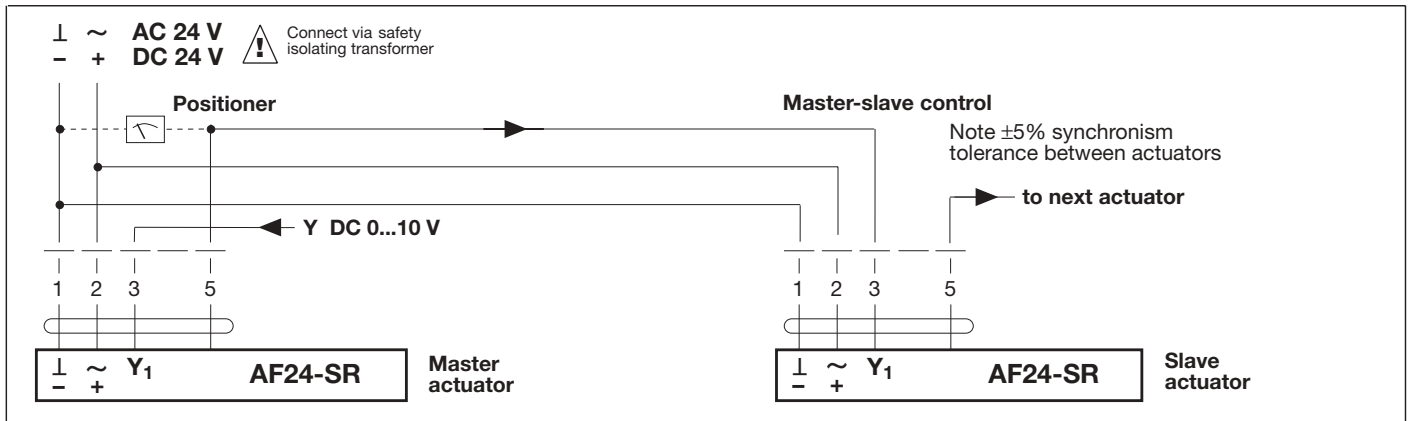 ⊥ ~ AC 24 V
– + DC 24 V
! Connect via safety
isolating transformer
Positioner
Master-slave control
Note ±5% synchronism
tolerance between actuators
to next actuator
Y DC 0...10 V
1 2 3 5
1 2 3 5
⊥ ~ Y1 AF24-SR
– +
Master
actuator
⊥ ~ Y1 AF24-SR
– +
Slave
actuator